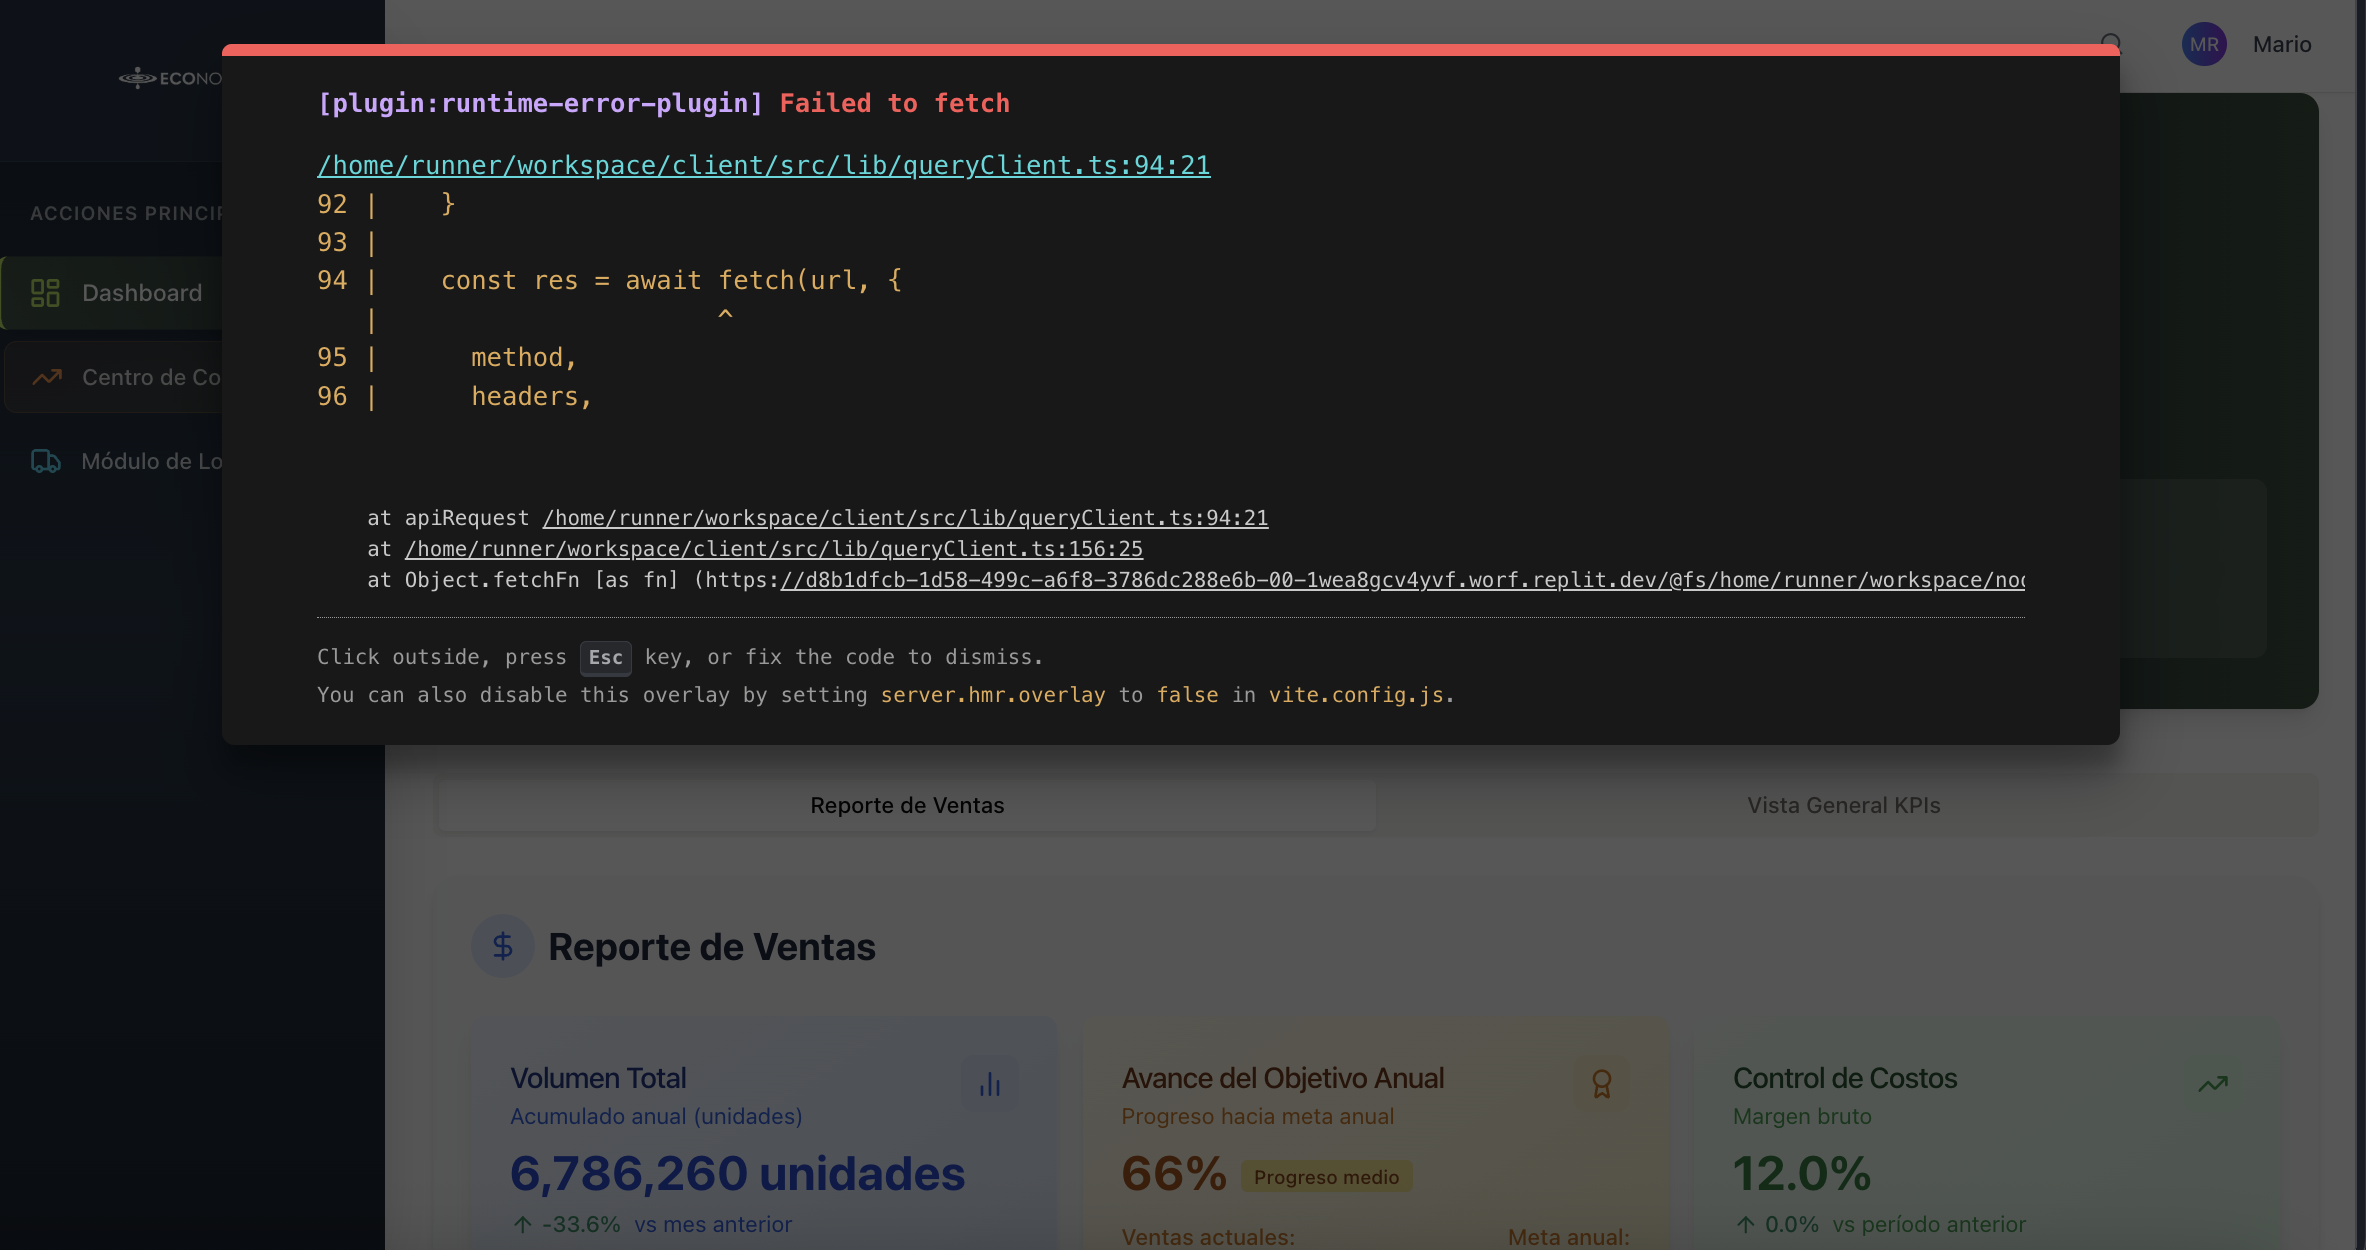 ECONO
MR
Mario
[plugin:runtime-error-plugin] Failed to fetch
/home/runner/workspace/client/src/lib/queryClient.ts:94:21
92 |    }
93 |
94 |    const res = await fetch(url, {
   |                      ^
95 |      method,
96 |      headers,
at apiRequest /home/runner/workspace/client/src/lib/queryClient.ts:94:21
at /home/runner/workspace/client/src/lib/queryClient.ts:156:25
at Object.fetchFn [as fn] (https://d8b1dfcb-1d58-499c-a6f8-3786dc288e6b-00-1wea8gcv4yvf.worf.replit.dev/@fs/home/runner/workspace/noc
Click outside, press Esc key, or fix the code to dismiss.
You can also disable this overlay by setting server.hmr.overlay to false in vite.config.js.
ACCIONES PRINCIP
Dashboard
Centro de Co
Módulo de Lo
Reporte de Ventas
Vista General KPIs
$ Reporte de Ventas
Volumen Total
Acumulado anual (unidades)
6,786,260 unidades
↑ -33.6% vs mes anterior
Avance del Objetivo Anual
Progreso hacia meta anual
66% Progreso medio
Ventas actuales:
Meta anual:
Control de Costos
Margen bruto
12.0%
↑ 0.0% vs período anterior